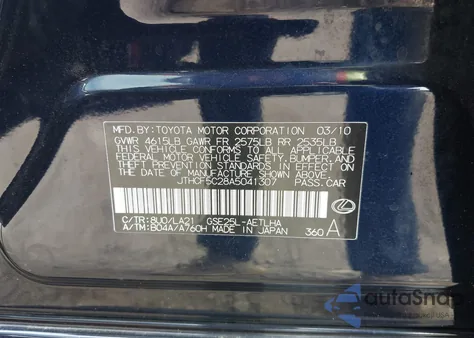 MFD. BY: TOYOTA MOTOR CORPORATION 03/10
GVWR 4615LB GAWR FR 2575LB RR 2535LB
THIS VEHICLE CONFORMS TO ALL APPLICABLE
FEDERAL MOTOR VEHICLE SAFETY, BUMPER, AND
THEFT PREVENTION STANDARDS IN EFFECT ON
THE DATE OF MANUFACTURE SHOWN ABOVE.
JTHCF5C28A5041307 PASS. CAR
C/TR: 8U0/LA21 GSE25L-AETLHA
A/TM: B04A/A760H MADE IN JAPAN 360 A
autoSnap